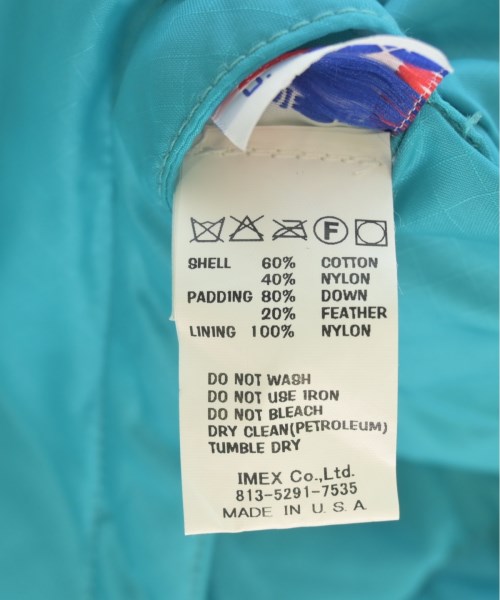 F
SHELL 60% COTTON
40% NYLON
PADDING 80% DOWN
20% FEATHER
LINING 100% NYLON
DO NOT WASH
DO NOT USE IRON
DO NOT BLEACH
DRY CLEAN(PETROLEUM)
TUMBLE DRY
IMEX Co.,Ltd.
813-5291-7535
MADE IN U.S.A